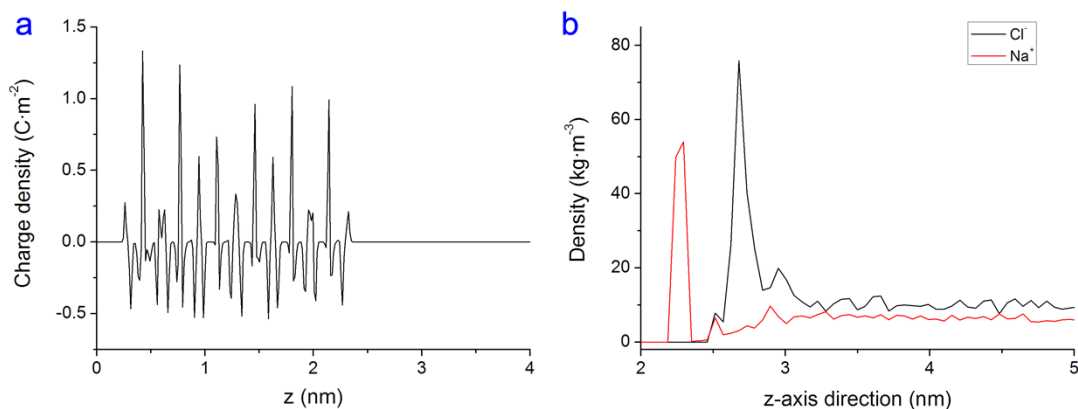 a
1.5
1.0
0.5
0.0
-0.5
Charge density (C·m⁻²)
0 1 2 3 4
z (nm)
b
80
60
40
20
0
Density (kg·m⁻³)
Cl⁻
Na⁺
2 3 4 5
z-axis direction (nm)